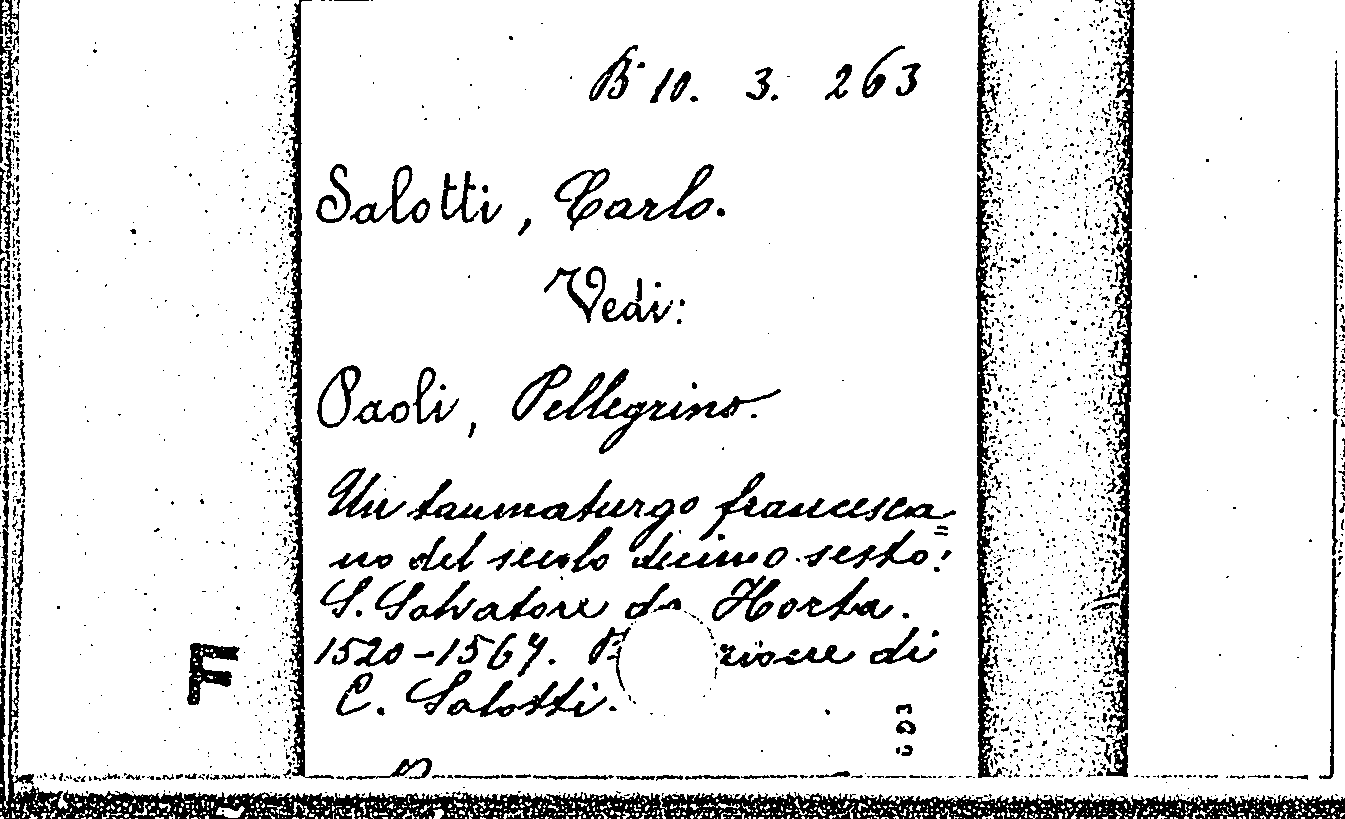 B 10. 3. 263
Salotti, Carlo.
Vedi:
Paoli, Pellegrino.
Un taumaturgo francesca=
no del secolo decimo sesto:
S. Salvatore da Horta.
1520-1567. di
C. Salotti.
F